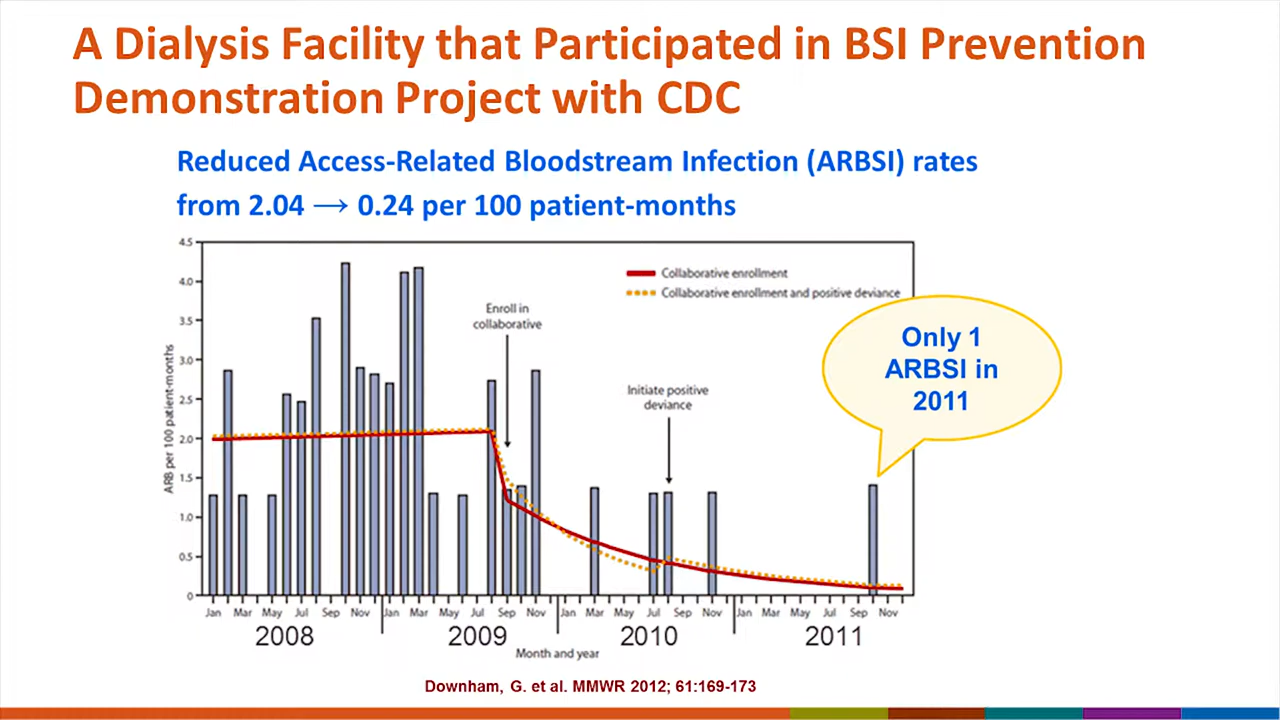 A Dialysis Facility that Participated in BSI Prevention
Demonstration Project with CDC
Reduced Access-Related Bloodstream Infection (ARBSI) rates
from 2.04 → 0.24 per 100 patient-months
4.5
4.0
3.5
3.0
2.5
2.0
1.5
1.0
0.5
0
ARB per 100 patient-months
Collaborative enrollment
Collaborative enrollment and positive deviance
Enroll in
collaborative
Initiate positive
deviance
Only 1
ARBSI in
2011
Jan Mar May Jul Sep Nov Jan Mar May Jul Sep Nov Jan Mar May Jul Sep Nov Jan Mar May Jul Sep Nov
2008 2009 2010 2011
Month and year
Downham, G. et al. MMWR 2012; 61:169-173